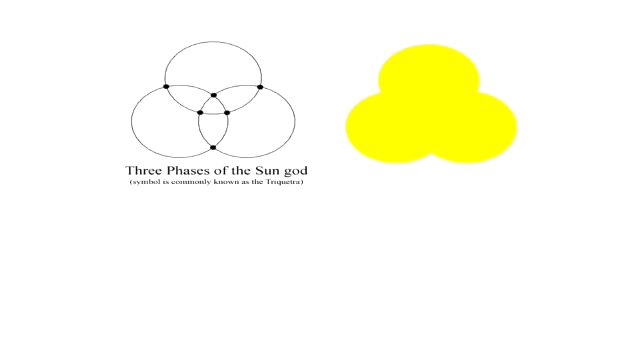 Three Phases of the Sun god
(symbol is commonly known as the Triquetra)